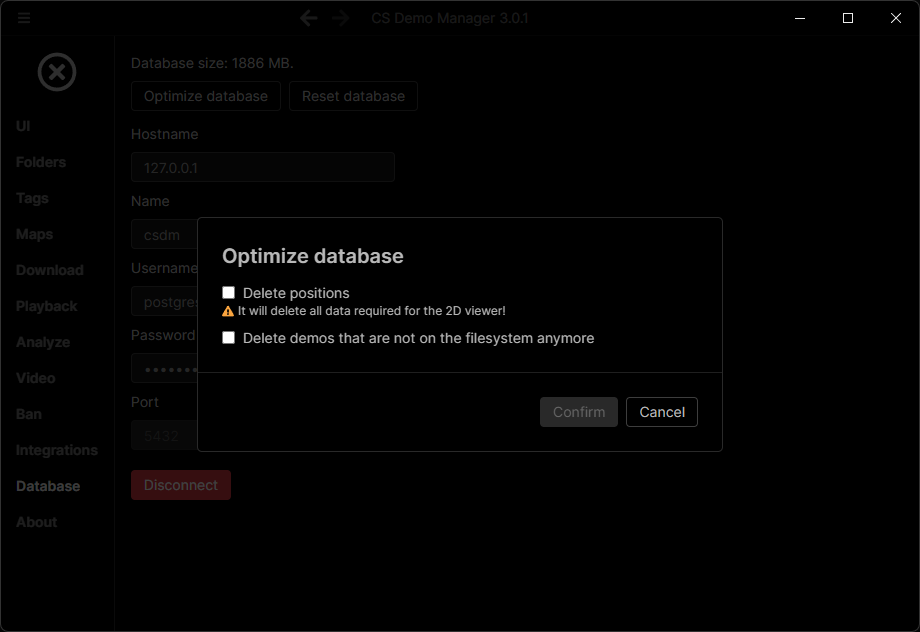 CS Demo Manager 3.0.1
UI
Folders
Tags
Maps
Download
Playback
Analyze
Video
Ban
Integrations
Database
About
Database size: 1886 MB.
Optimize database
Reset database
Hostname
127.0.0.1
Name
csdm
Username
postgres
Password
Port
5432
Disconnect
Optimize database
Delete positions
It will delete all data required for the 2D viewer!
Delete demos that are not on the filesystem anymore
Confirm
Cancel